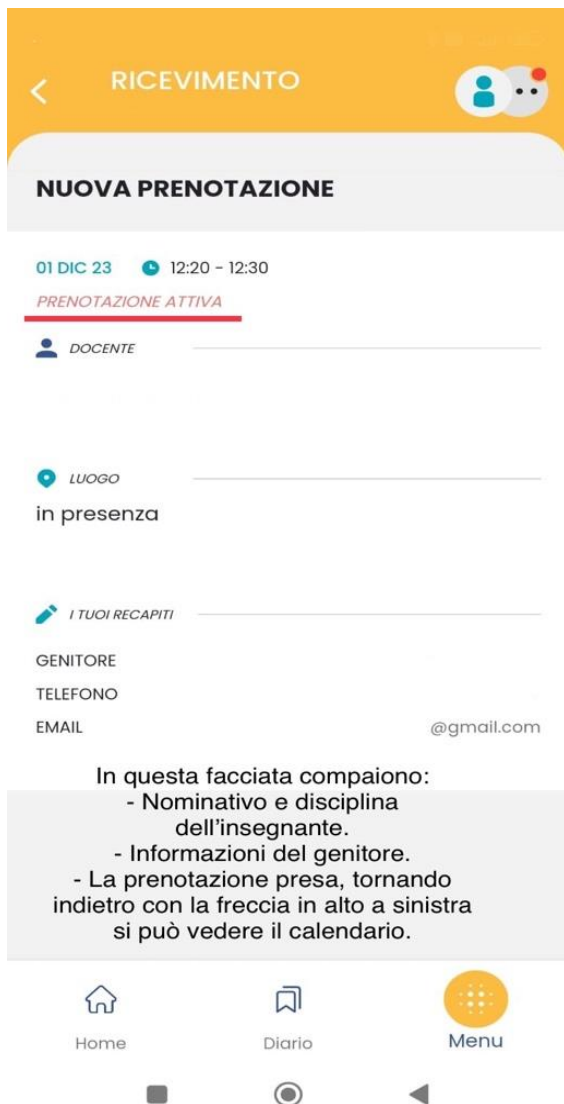 RICEVIMENTO
NUOVA PRENOTAZIONE
01 DIC 23 12:20 - 12:30
PRENOTAZIONE ATTIVA
DOCENTE
LUOGO
in presenza
I TUOI RECAPITI
GENITORE
TELEFONO
EMAIL @gmail.com
In questa facciata compaiono:
- Nominativo e disciplina
dell'insegnante.
- Informazioni del genitore.
- La prenotazione presa, tornando
indietro con la freccia in alto a sinistra
si può vedere il calendario.
Home Diario Menu